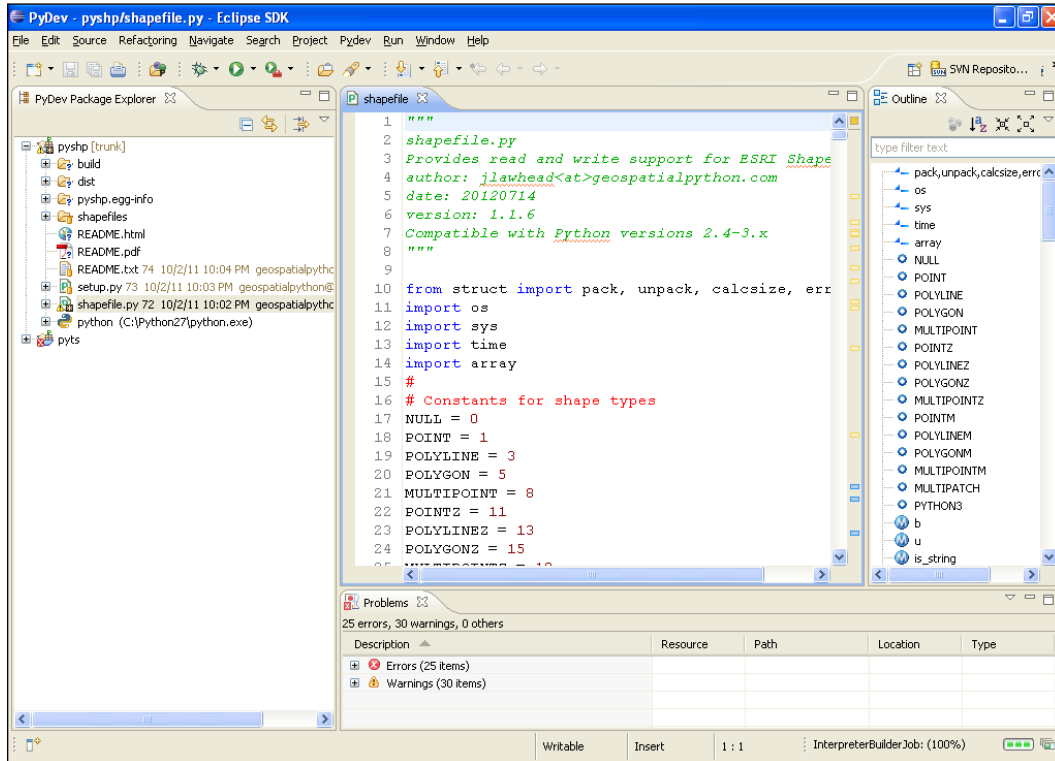 PyDev - pyshp/shapefile.py - Eclipse SDK
File Edit Source Refactoring Navigate Search Project Pydev Run Window Help
SVN Reposito...
PyDev Package Explorer
pyshp [trunk]
build
dist
pyshp.egg-info
shapefiles
README.html
README.pdf
README.txt 74 10/2/11 10:04 PM geospatialpythc
setup.py 73 10/2/11 10:03 PM geospatialpython@
shapefile.py 72 10/2/11 10:02 PM geospatialpythc
python (C:\Python27\python.exe)
pyts
shapefile
1 """
2 shapefile.py
3 Provides read and write support for ESRI Shape
4 author: jlawhead<at>geospatialpython.com
5 date: 20120714
6 version: 1.1.6
7 Compatible with Python versions 2.4-3.x
8 """
9
10 from struct import pack, unpack, calcsize, err
11 import os
12 import sys
13 import time
14 import array
15 #
16 # Constants for shape types
17 NULL = 0
18 POINT = 1
19 POLYLINE = 3
20 POLYGON = 5
21 MULTIPOINT = 8
22 POINTZ = 11
23 POLYLINEZ = 13
24 POLYGONZ = 15
25 MULTIPOINTZ = 18
Outline
type filter text
pack,unpack,calcsize,errc
os
sys
time
array
NULL
POINT
POLYLINE
POLYGON
MULTIPOINT
POINTZ
POLYLINEZ
POLYGONZ
MULTIPOINTZ
POINTM
POLYLINEM
POLYGONM
MULTIPOINTM
MULTIPATCH
PYTHON3
b
u
is_string
Problems
25 errors, 30 warnings, 0 others
Description Resource Path Location Type
Errors (25 items)
Warnings (30 items)
Writable Insert 1 : 1 InterpreterBuilderJob: (100%)